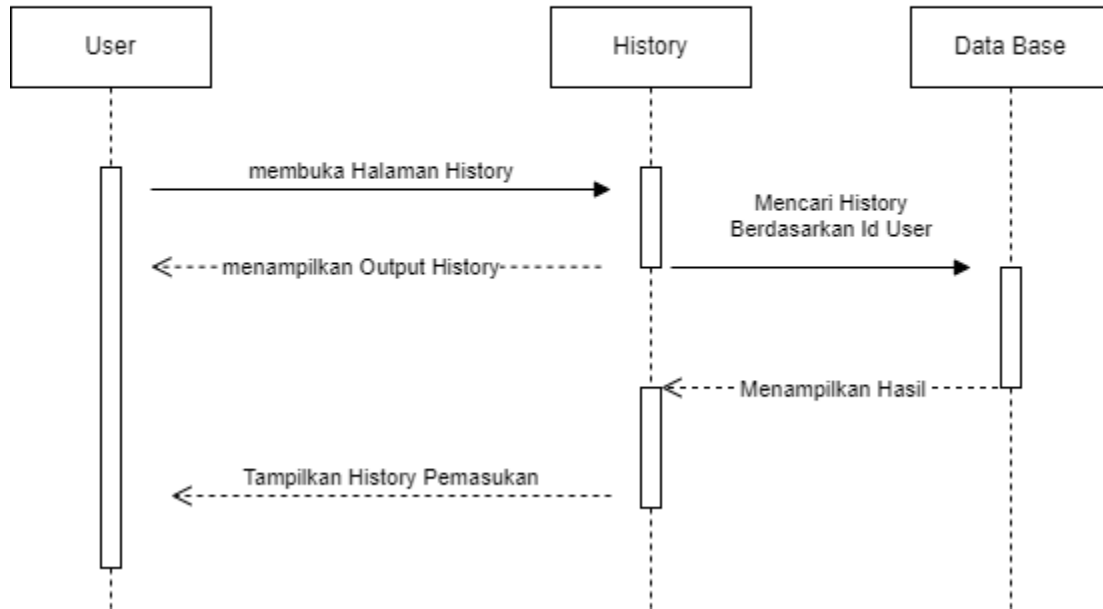 User
History
Data Base
membuka Halaman History
Mencari History
Berdasarkan Id User
menampilkan Output History
Menampilkan Hasil
Tampilkan History Pemasukan